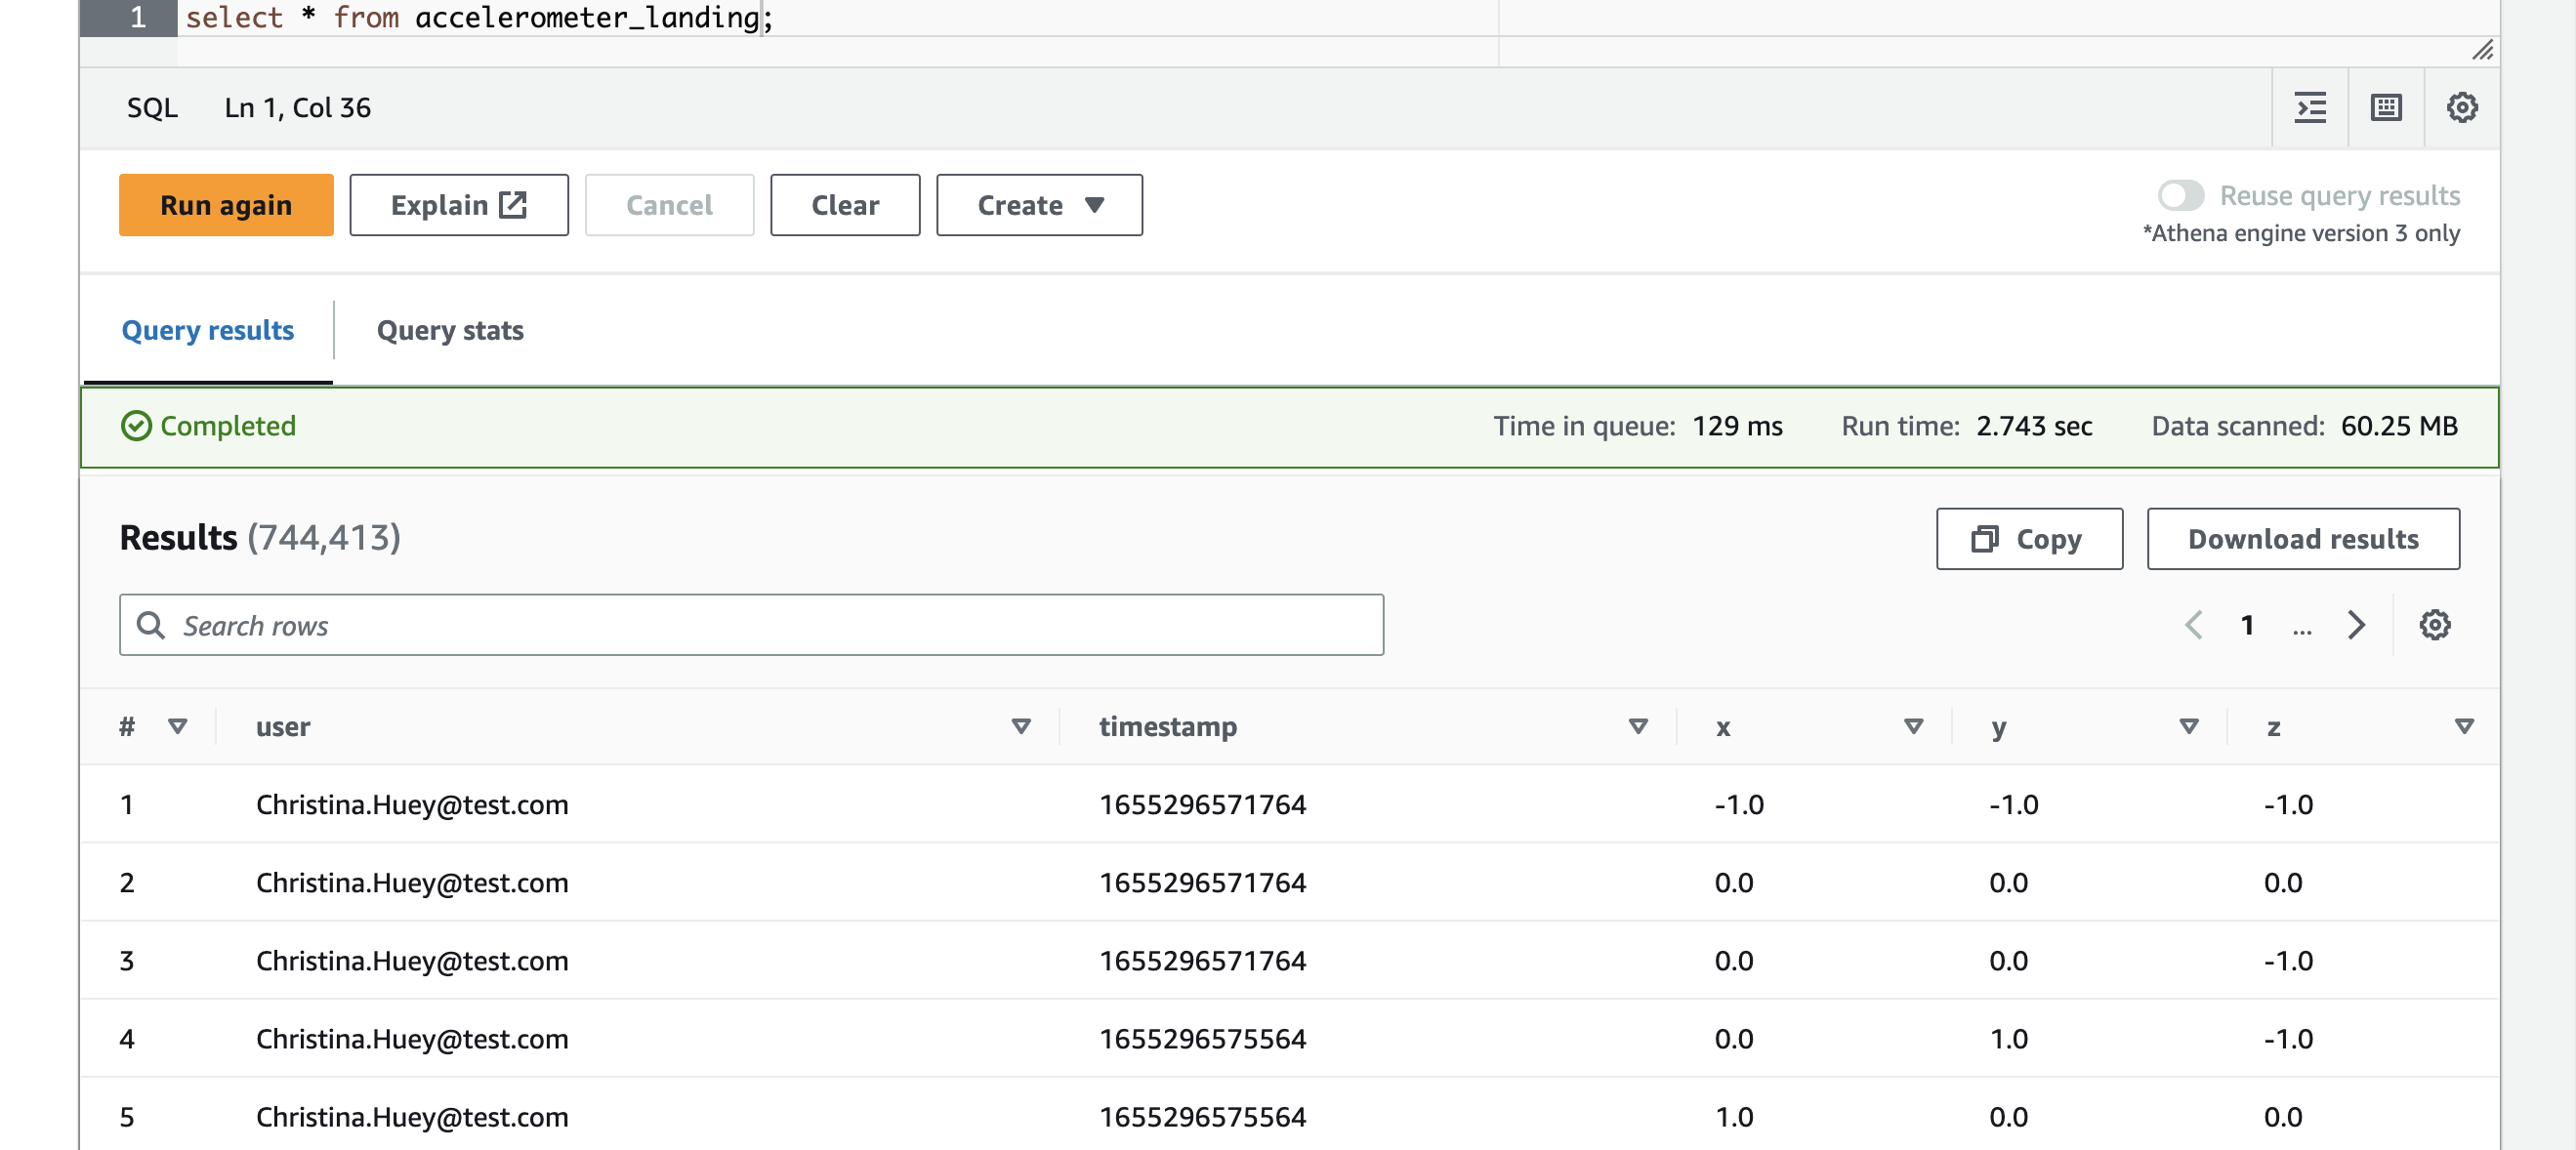 1 select * from accelerometer_landing;
SQL Ln 1, Col 36
Run again Explain Cancel Clear Create Reuse query results
*Athena engine version 3 only
Query results Query stats
Completed Time in queue: 129 ms Run time: 2.743 sec Data scanned: 60.25 MB
Results (744,413) Copy Download results
Search rows 1 ...
# user timestamp x y z
1 Christina.Huey@test.com 1655296571764 -1.0 -1.0 -1.0
2 Christina.Huey@test.com 1655296571764 0.0 0.0 0.0
3 Christina.Huey@test.com 1655296571764 0.0 0.0 -1.0
4 Christina.Huey@test.com 1655296575564 0.0 1.0 -1.0
5 Christina.Huey@test.com 1655296575564 1.0 0.0 0.0